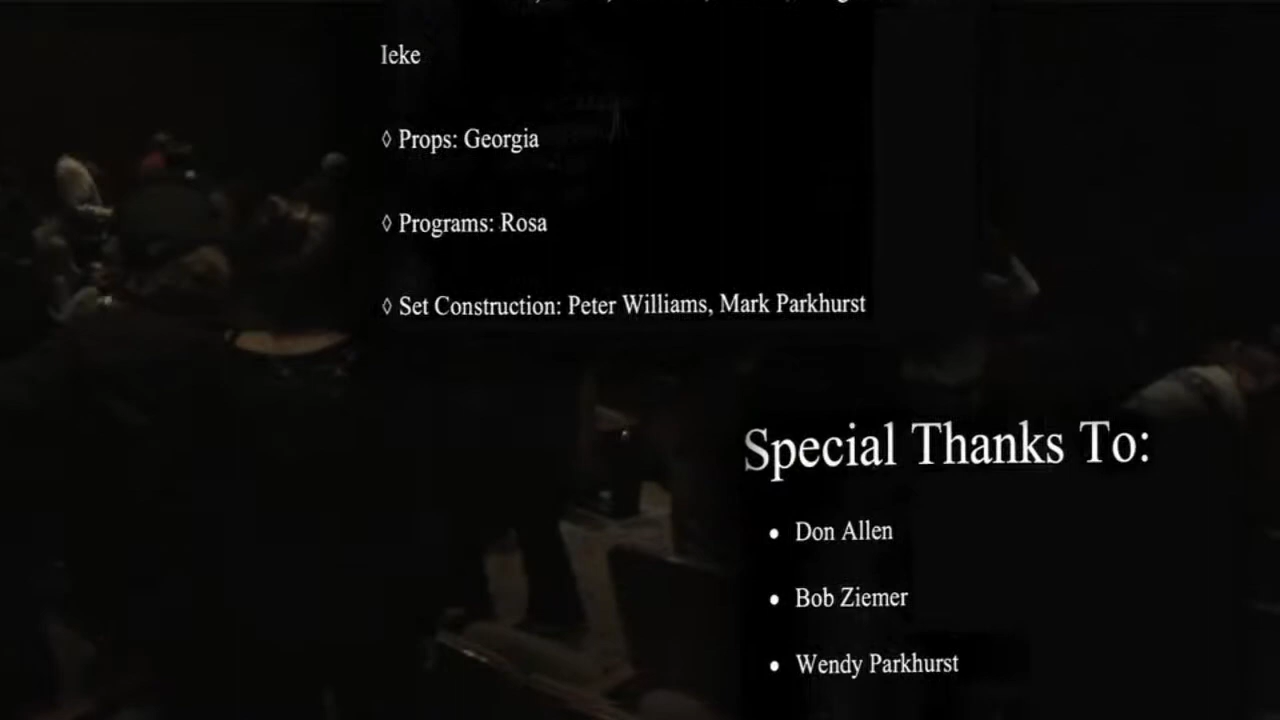 Ieke
◊ Props: Georgia
◊ Programs: Rosa
◊ Set Construction: Peter Williams, Mark Parkhurst
Special Thanks To:
• Don Allen
• Bob Ziemer
• Wendy Parkhurst